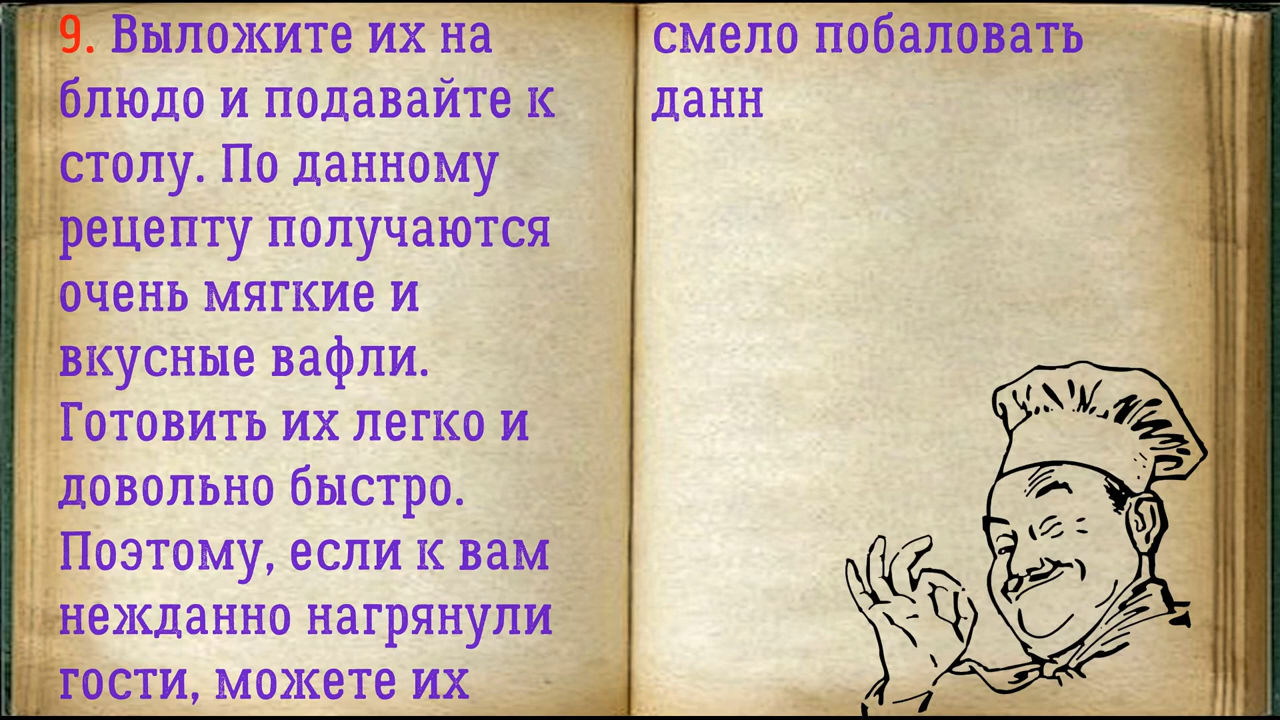 9. Выложите их на
блюдо и подавайте к
столу. По данному
рецепту получаются
очень мягкие и
вкусные вафли.
Готовить их легко и
довольно быстро.
Поэтому, если к вам
нежданно нагрянули
гости, можете их
смело побаловать
данн